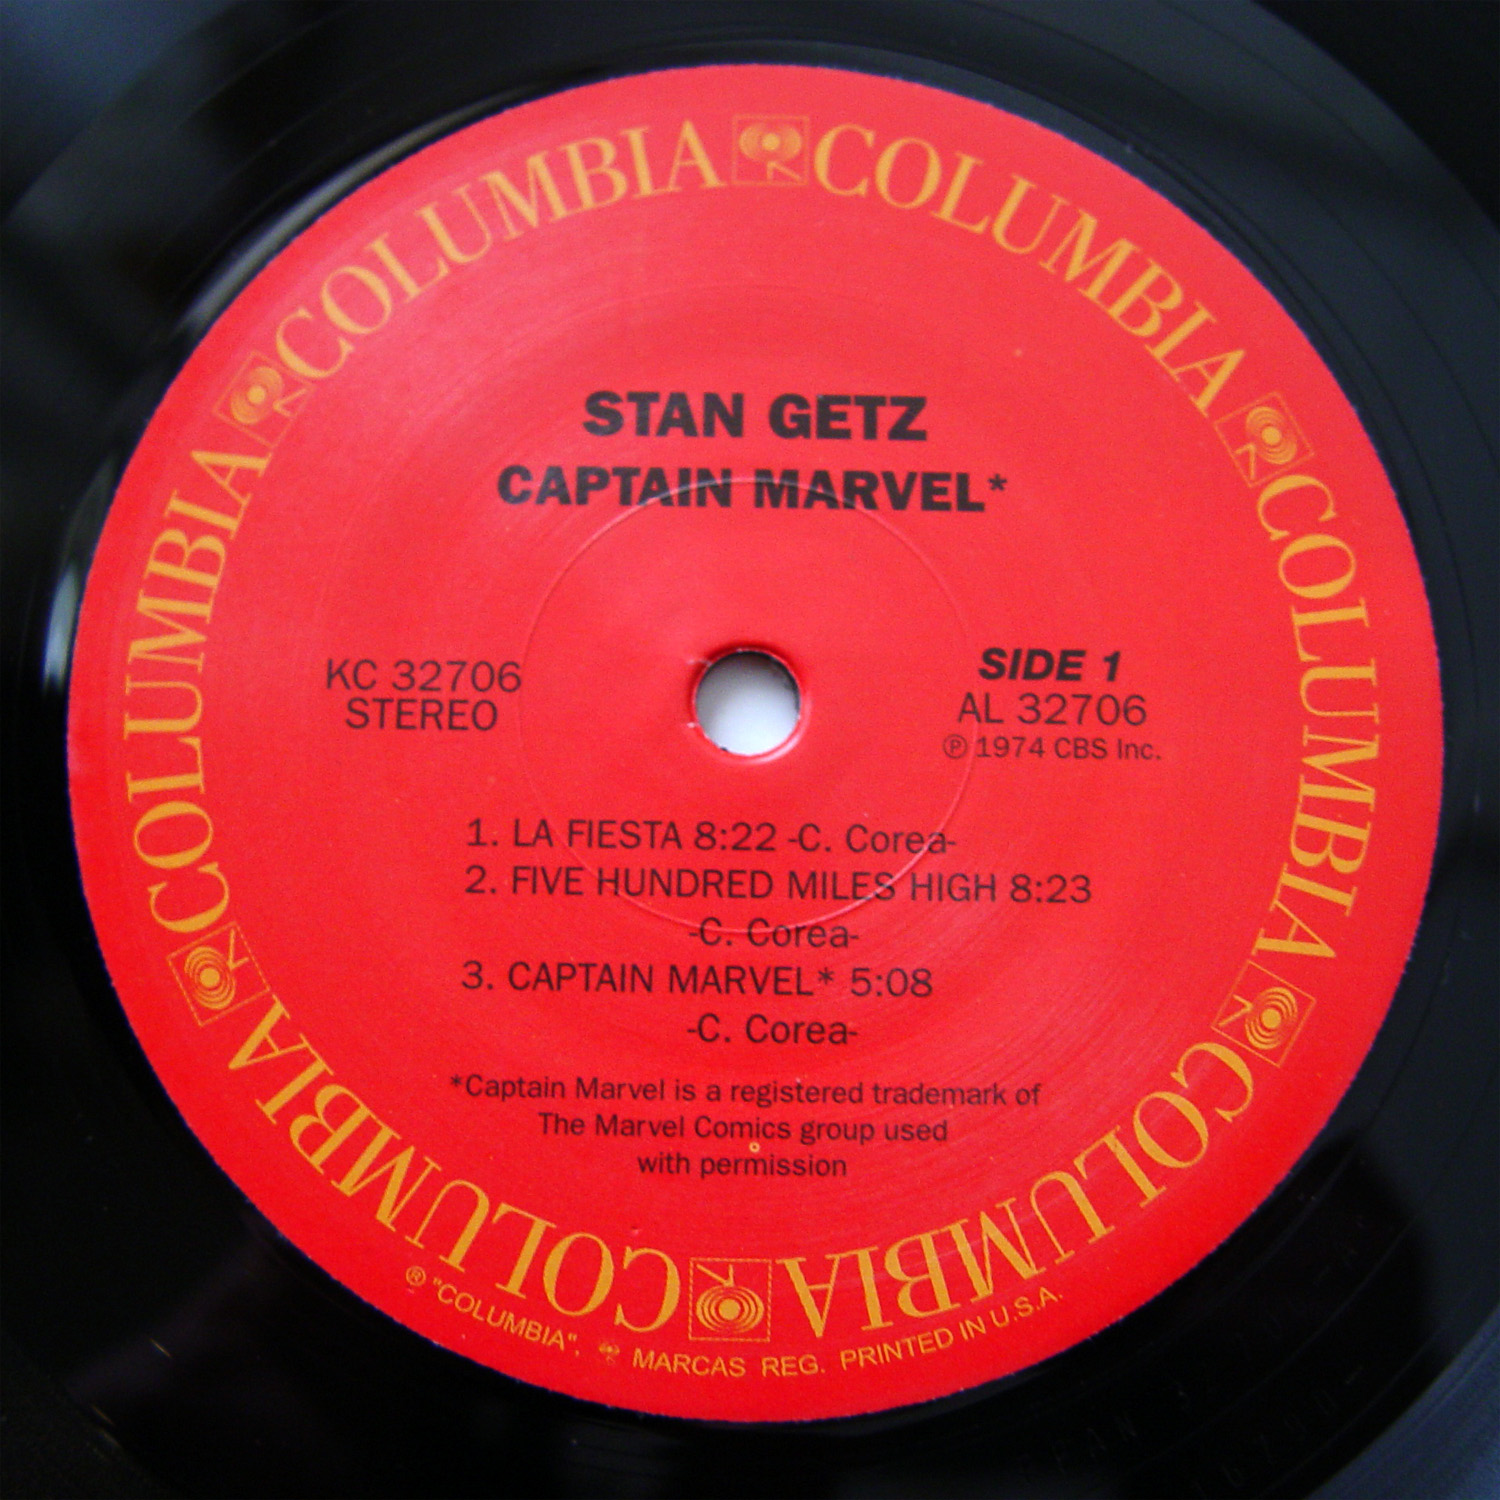 COLUMBIA COLUMBIA COLUMBIA COLUMBIA COLUMBIA COLUMBIA
STAN GETZ
CAPTAIN MARVEL*
KC 32706
STEREO
SIDE 1
AL 32706
℗ 1974 CBS Inc.
1. LA FIESTA 8:22 -C. Corea-
2. FIVE HUNDRED MILES HIGH 8:23
-C. Corea-
3. CAPTAIN MARVEL* 5:08
-C. Corea-
*Captain Marvel is a registered trademark of
The Marvel Comics group used
with permission
® "COLUMBIA", MARCAS REG. PRINTED IN U.S.A.